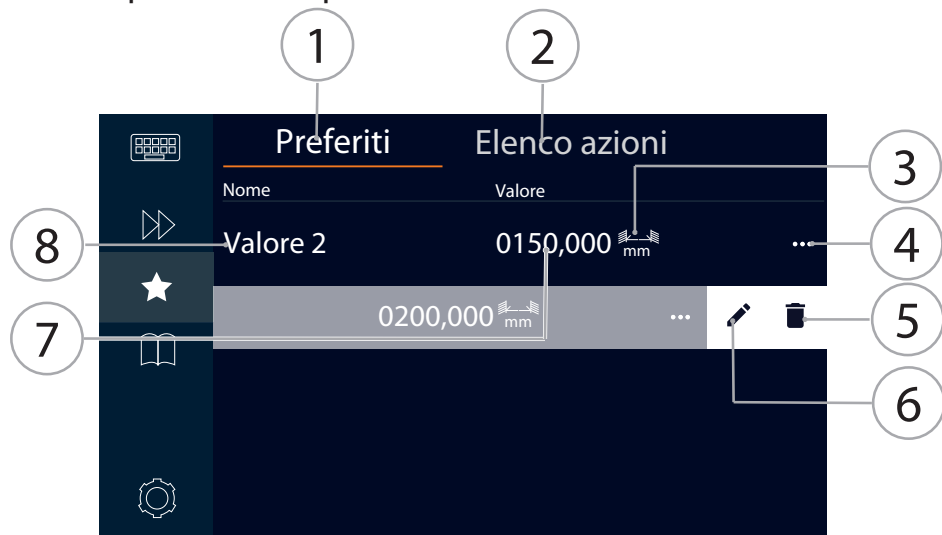 1 2
Preferiti Elenco azioni
3
Nome Valore
8 Valore 2 0150,000 mm ... 4
7 0200,000 mm ... 5
6